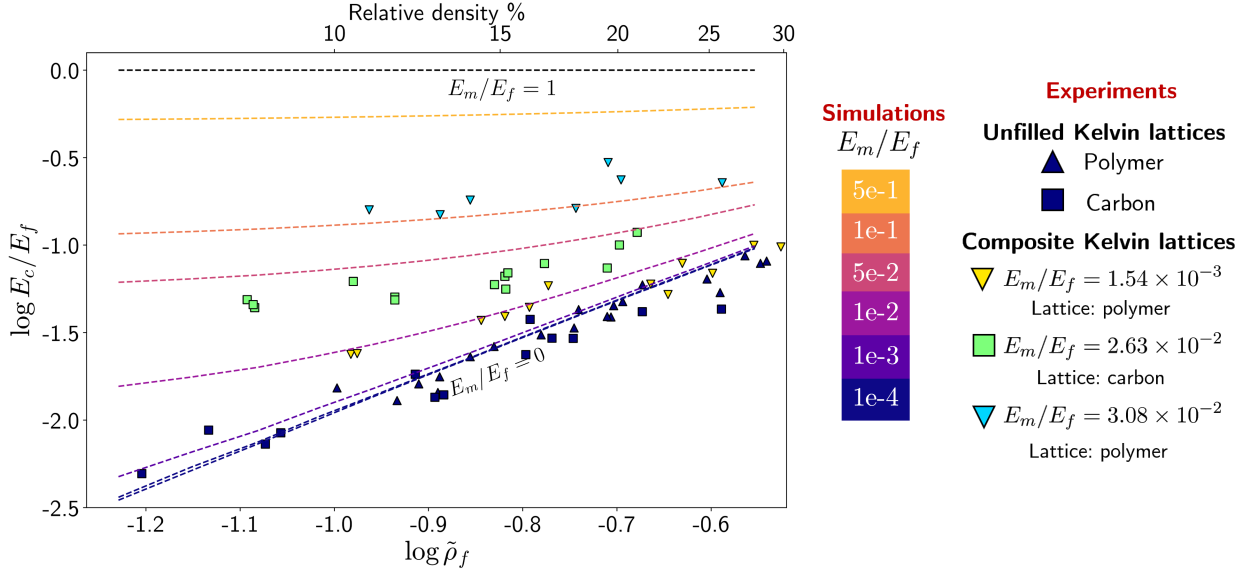 Relative density %
10 15 20 25 30
0.0
-0.5
-1.0
-1.5
-2.0
-2.5
log E_c/E_f
-1.2 -1.1 -1.0 -0.9 -0.8 -0.7 -0.6
log ρ̃_f
E_m/E_f = 1
E_m/E_f = 0
Simulations
E_m/E_f
5e-1
1e-1
5e-2
1e-2
1e-3
1e-4
Experiments
Unfilled Kelvin lattices
Polymer
Carbon
Composite Kelvin lattices
E_m/E_f = 1.54 × 10⁻³
Lattice: polymer
E_m/E_f = 2.63 × 10⁻²
Lattice: carbon
E_m/E_f = 3.08 × 10⁻²
Lattice: polymer